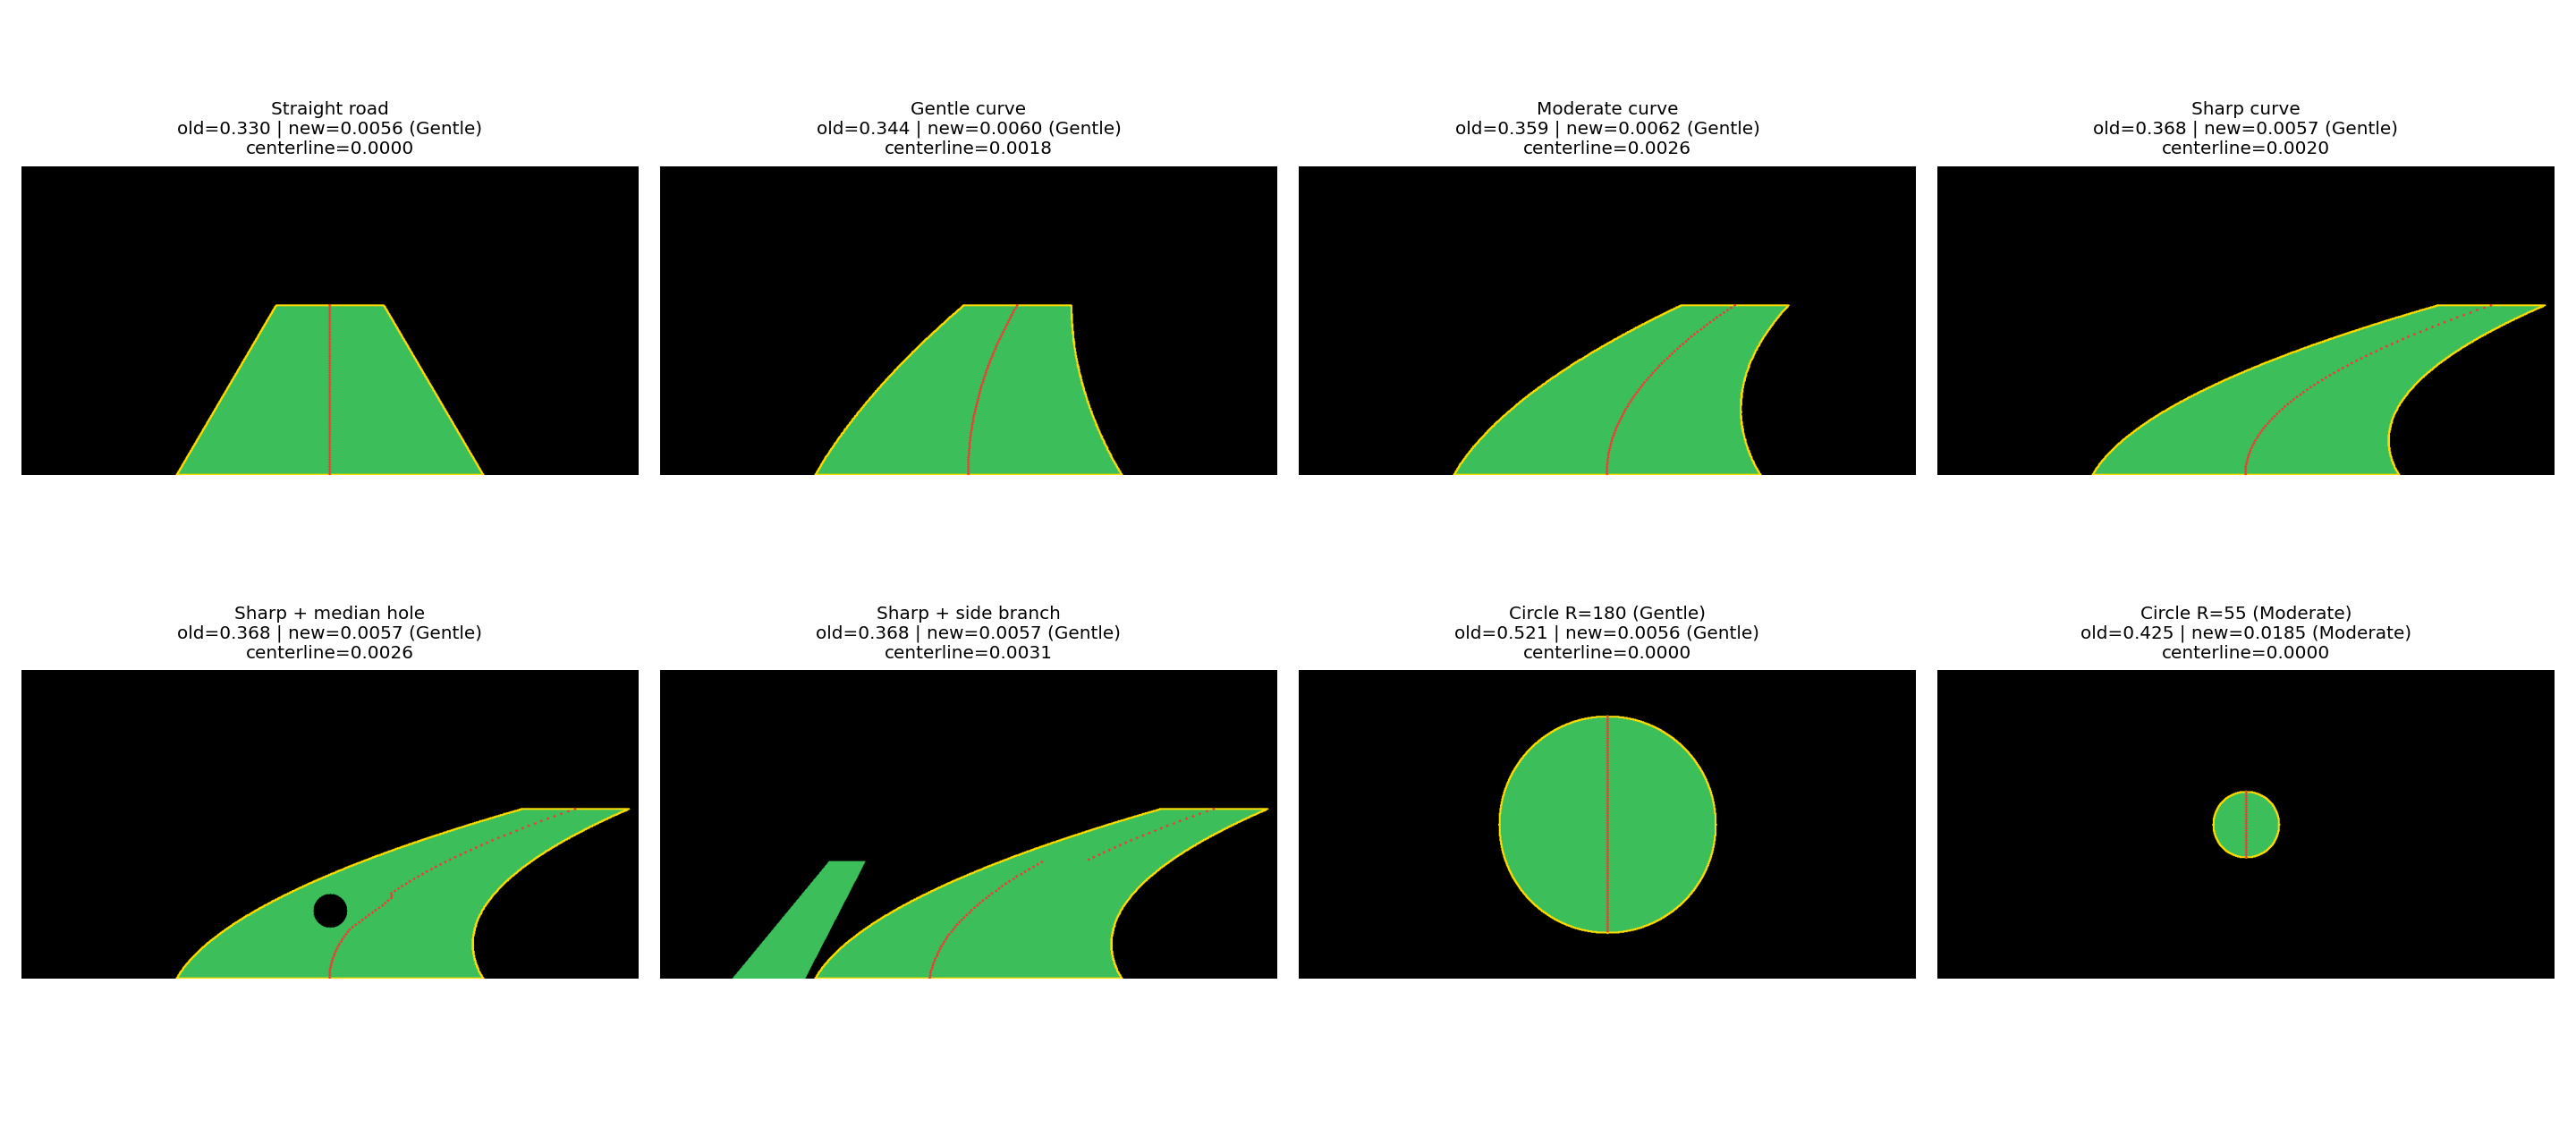 Straight road
old=0.330 | new=0.0056 (Gentle)
centerline=0.0000
Gentle curve
old=0.344 | new=0.0060 (Gentle)
centerline=0.0018
Moderate curve
old=0.359 | new=0.0062 (Gentle)
centerline=0.0026
Sharp curve
old=0.368 | new=0.0057 (Gentle)
centerline=0.0020
Sharp + median hole
old=0.368 | new=0.0057 (Gentle)
centerline=0.0026
Sharp + side branch
old=0.368 | new=0.0057 (Gentle)
centerline=0.0031
Circle R=180 (Gentle)
old=0.521 | new=0.0056 (Gentle)
centerline=0.0000
Circle R=55 (Moderate)
old=0.425 | new=0.0185 (Moderate)
centerline=0.0000